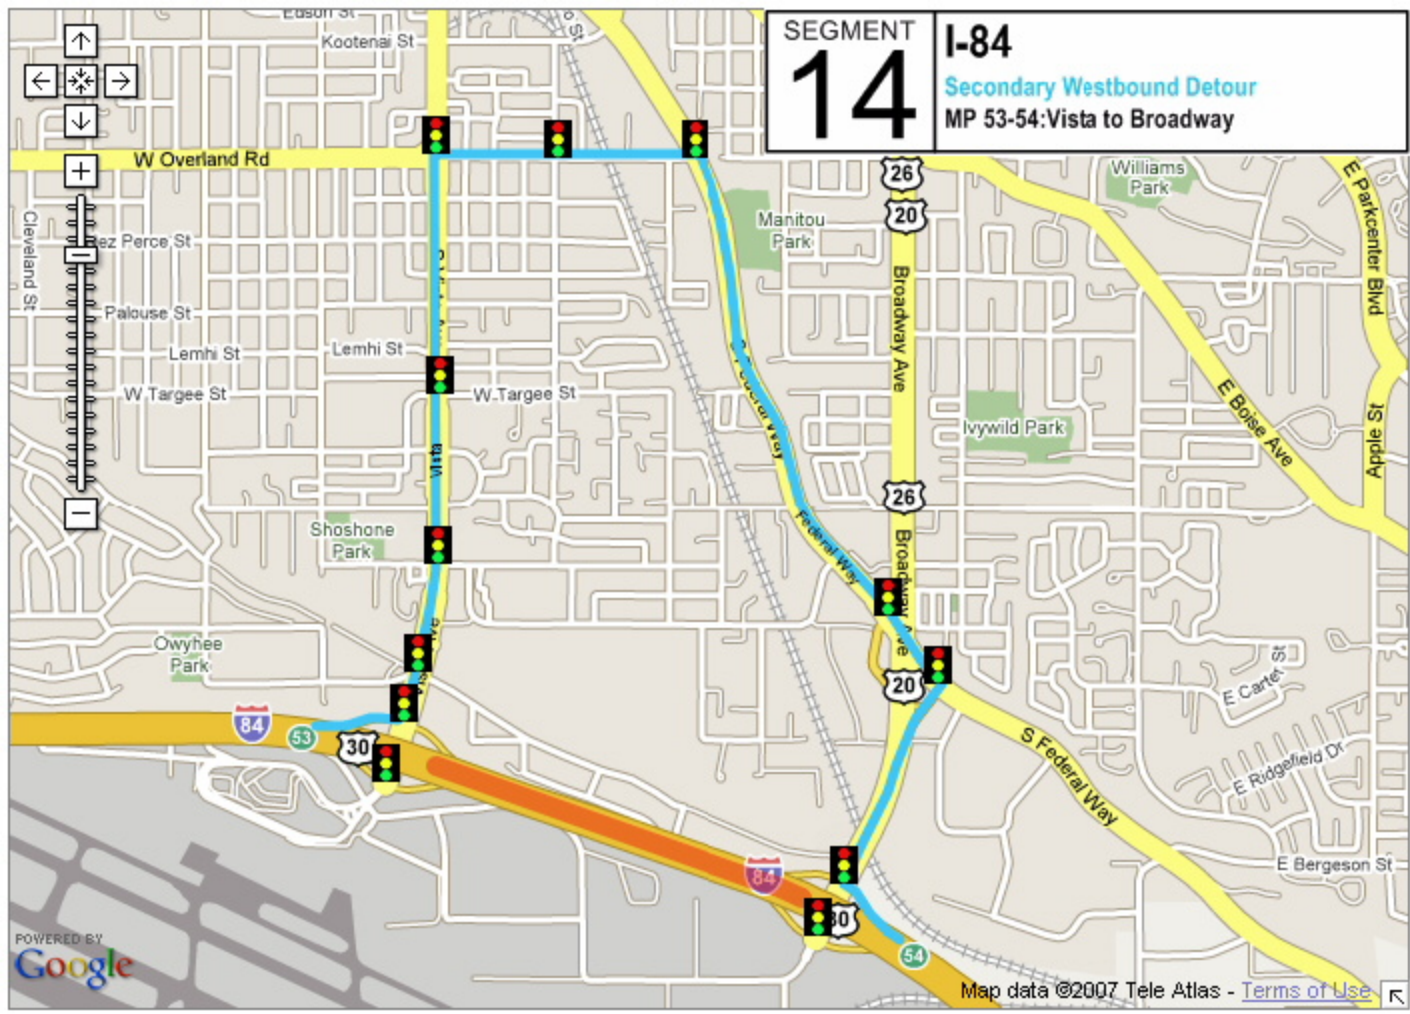 SEGMENT
14
I-84
Secondary Westbound Detour
MP 53-54:Vista to Broadway
Edson St
Kootenai St
W Overland Rd
Williams
Park
26
20
Manitou
Park
E Parkcenter Blvd
Cleveland St
Palouse St
Lemhi St
Lemhi St
W Targee St
W Targee St
Broadway Ave
E Boise Ave
Apple St
Ivywild Park
Vista
26
Shoshone
Park
Federal Way
Broadway Ave
Owyhee
Park
20
E Carter St
84
53
30
S Federal Way
E Ridgefield Dr
84
E Bergeson St
30
54
POWERED BY
Google
Map data ©2007 Tele Atlas - Terms of Use